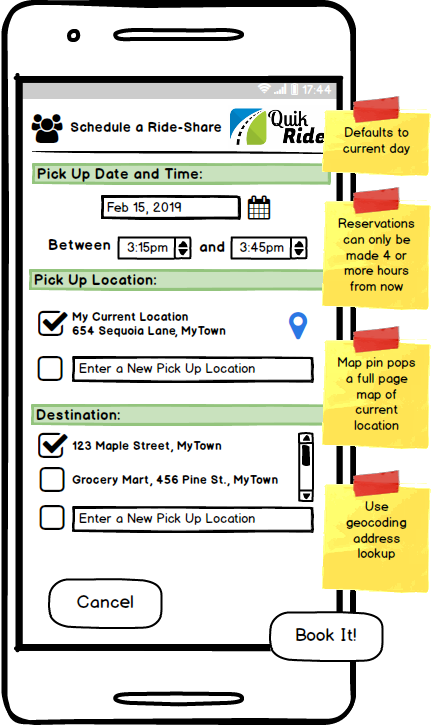 17:44
Schedule a Ride-Share
Quik
Ride
Defaults to
current day
Pick Up Date and Time:
Feb 15, 2019
Between 3:15pm and 3:45pm
Reservations
can only be
made 4 or
more hours
from now
Pick Up Location:
My Current Location
654 Sequoia Lane, MyTown
Enter a New Pick Up Location
Map pin pops
a full page
map of
current
location
Destination:
123 Maple Street, MyTown
Grocery Mart, 456 Pine St., MyTown
Enter a New Pick Up Location
Use
geocoding
address
lookup
Cancel
Book It!